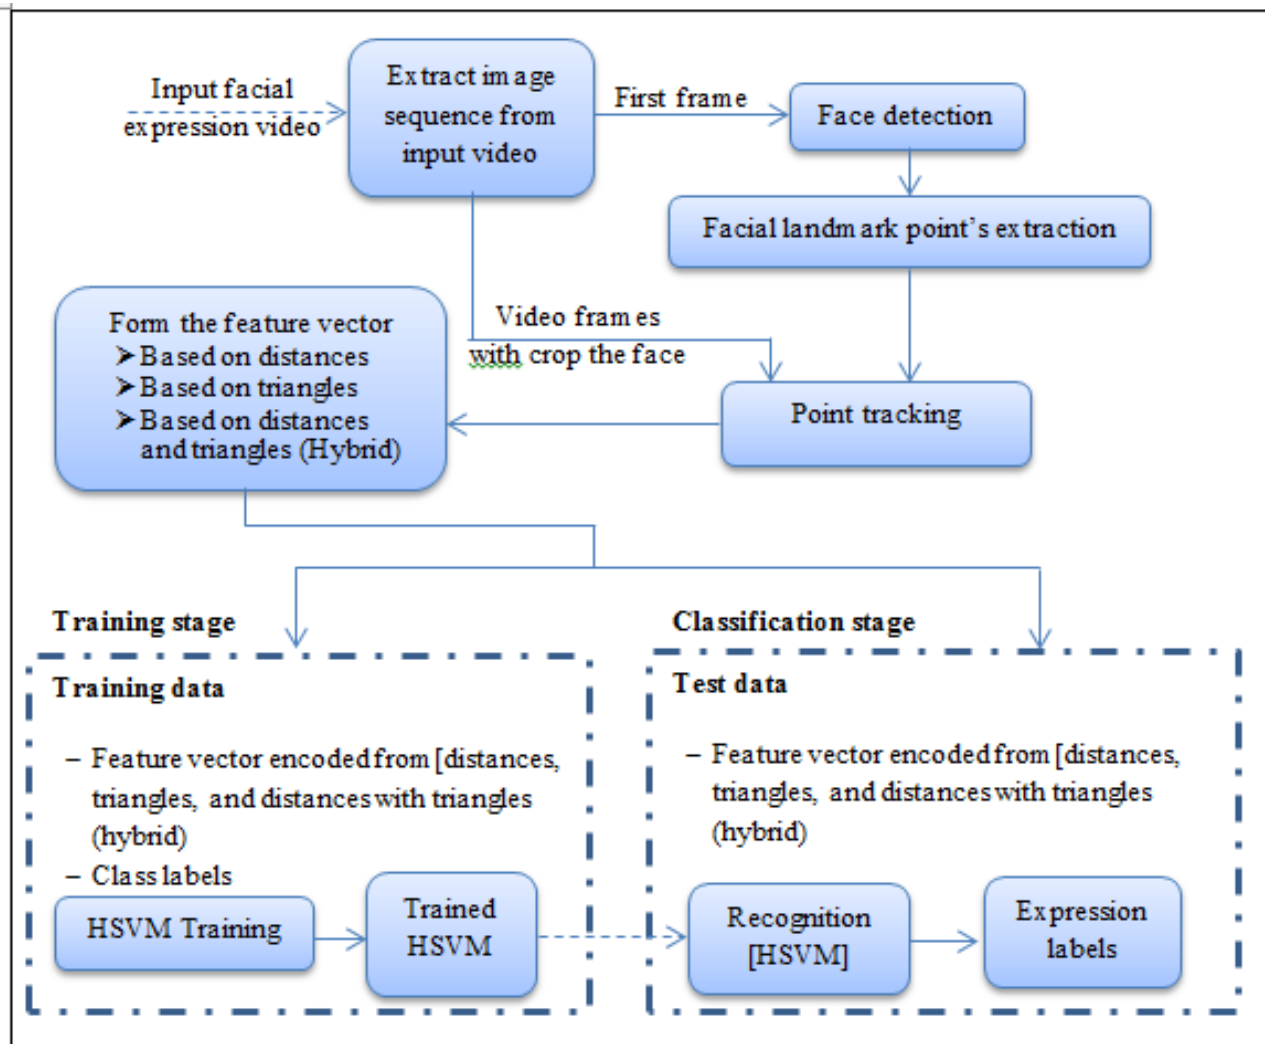 Input facial
expression video
Extract image
sequence from
input video
First frame
Face detection
Facial landmark point’s extraction
Video frames
with crop the face
Point tracking
Form the feature vector
➢ Based on distances
➢ Based on triangles
➢ Based on distances
and triangles (Hybrid)
Training stage
Training data
– Feature vector encoded from [distances,
triangles, and distances with triangles
(hybrid)
– Class labels
HSVM Training
Trained
HSVM
Classification stage
Test data
– Feature vector encoded from [distances,
triangles, and distances with triangles
(hybrid)
Recognition
[HSVM]
Expression
labels